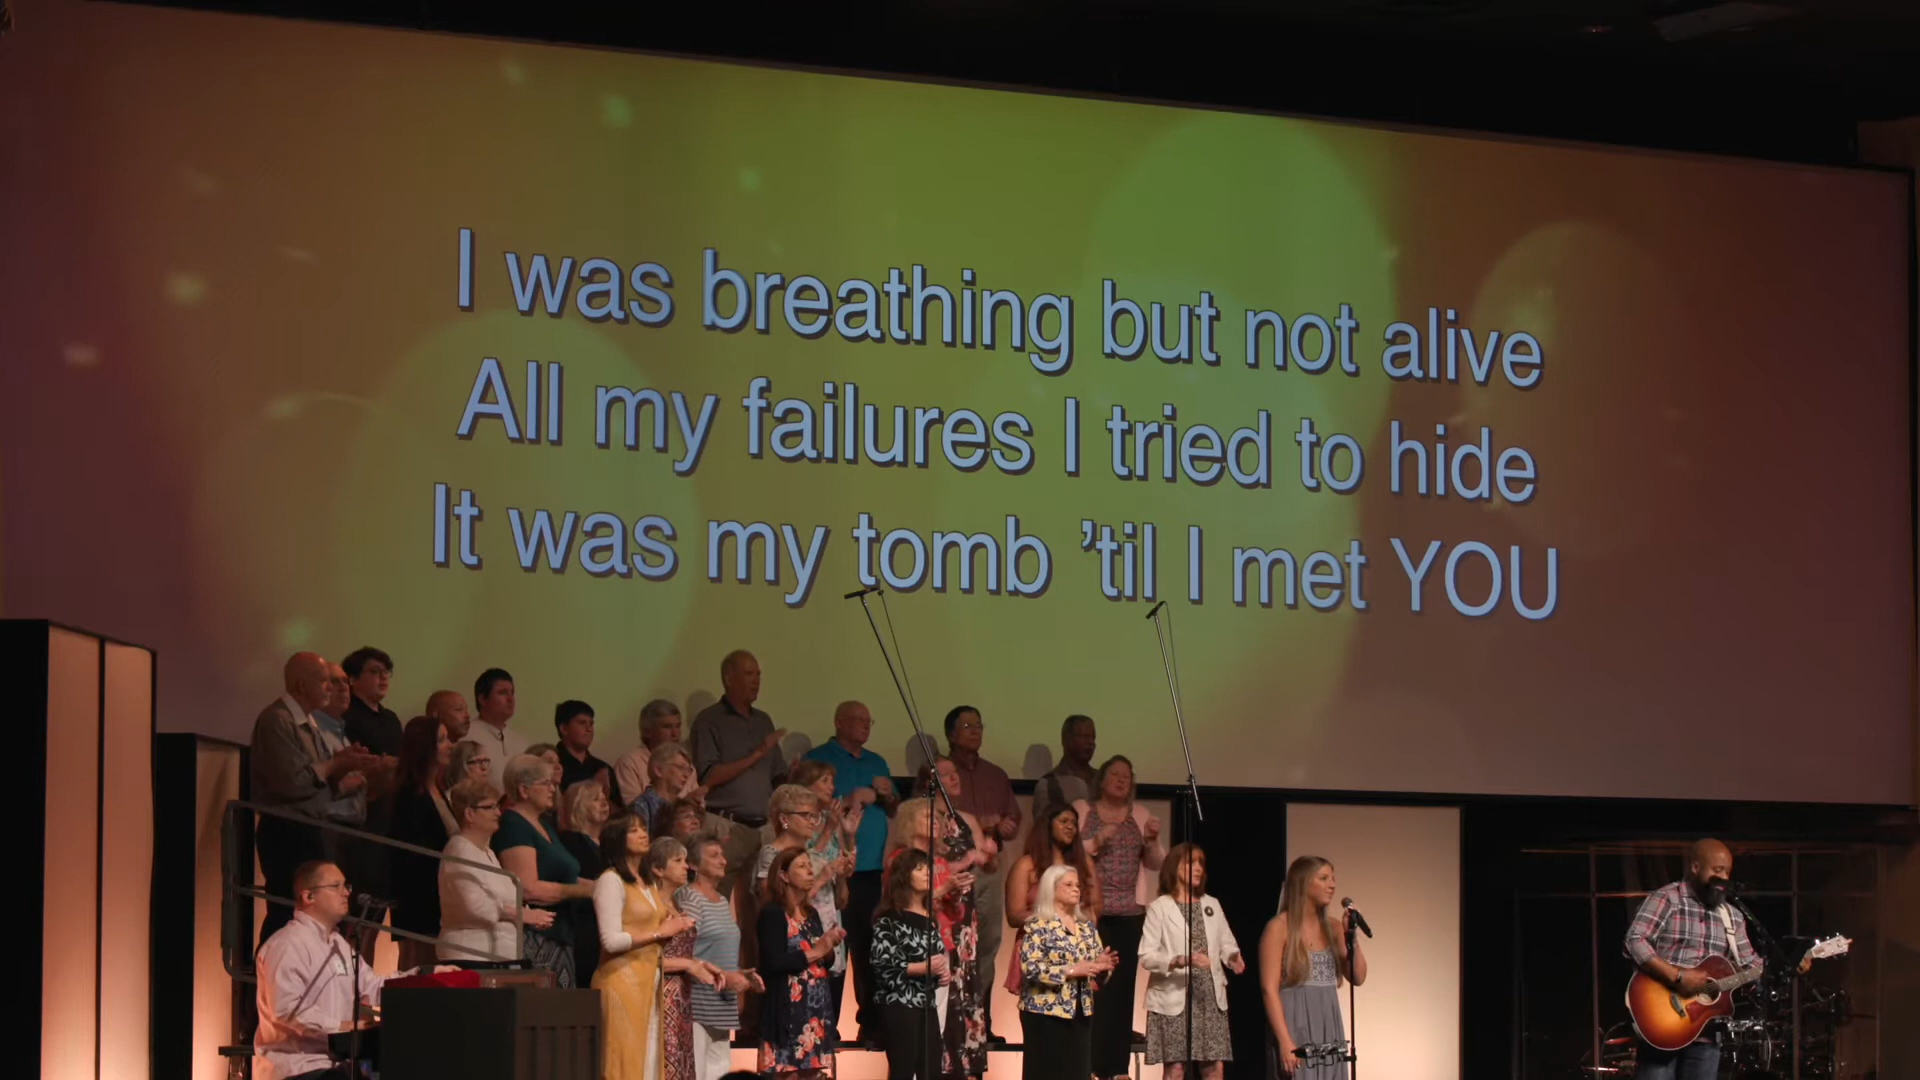 I was breathing but not alive
All my failures I tried to hide
It was my tomb ’til I met YOU